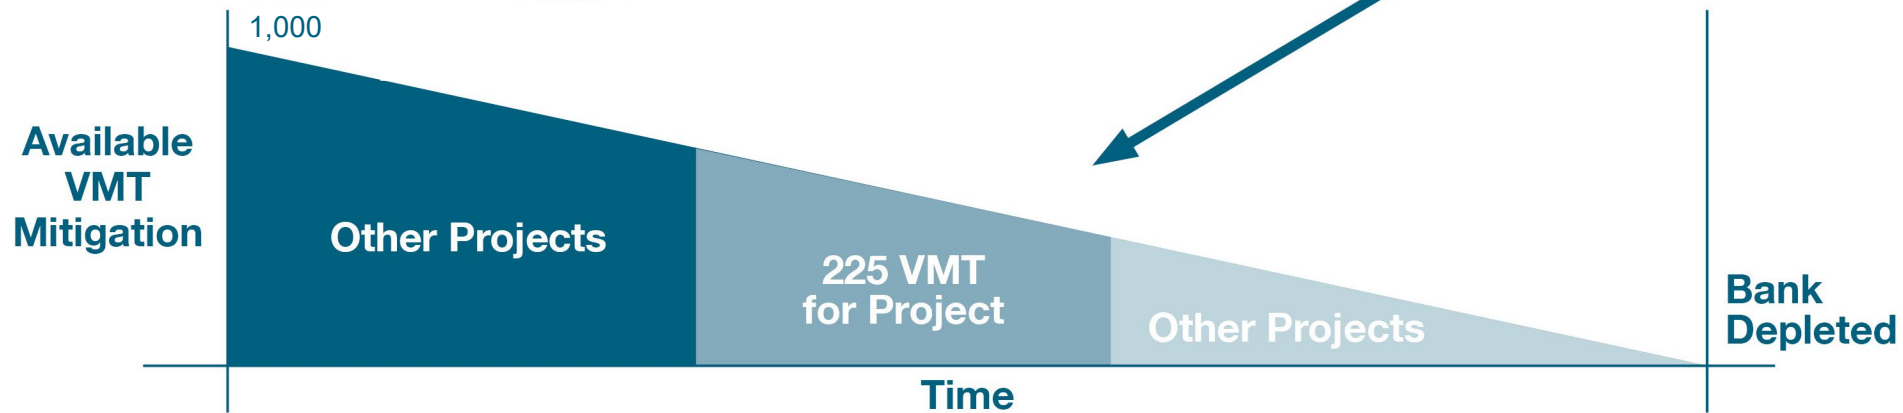 1,000
Available
VMT
Mitigation
Other Projects
225 VMT
for Project
Other Projects
Bank
Depleted
Time